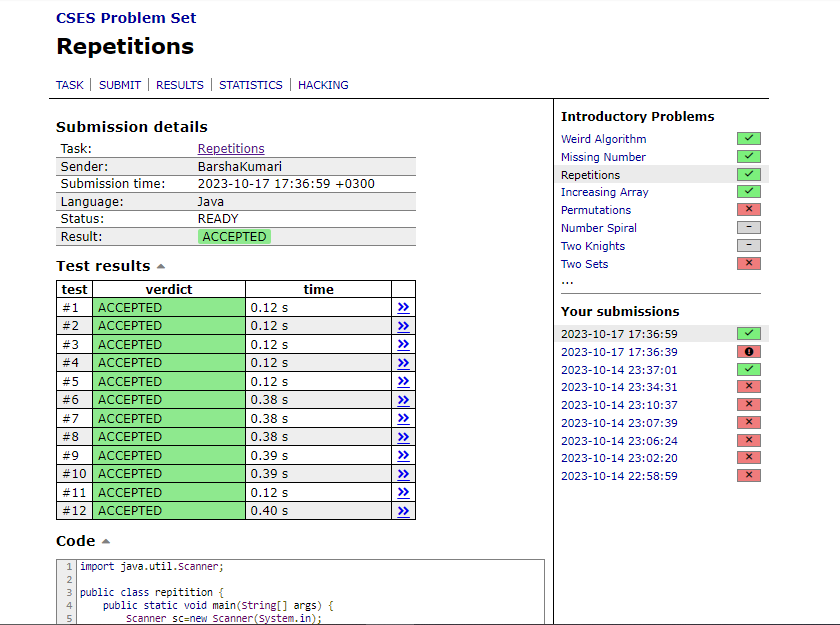 CSES Problem Set
Repetitions
TASK | SUBMIT | RESULTS | STATISTICS | HACKING
Submission details
Task: Repetitions
Sender: BarshaKumari
Submission time: 2023-10-17 17:36:59 +0300
Language: Java
Status: READY
Result: ACCEPTED
Test results
test verdict time
#1 ACCEPTED 0.12 s »
#2 ACCEPTED 0.12 s »
#3 ACCEPTED 0.12 s »
#4 ACCEPTED 0.12 s »
#5 ACCEPTED 0.12 s »
#6 ACCEPTED 0.38 s »
#7 ACCEPTED 0.38 s »
#8 ACCEPTED 0.38 s »
#9 ACCEPTED 0.39 s »
#10 ACCEPTED 0.39 s »
#11 ACCEPTED 0.12 s »
#12 ACCEPTED 0.40 s »
Code
1 import java.util.Scanner;
2
3 public class repitition {
4 public static void main(String[] args) {
5 Scanner sc=new Scanner(System.in);
Introductory Problems
Weird Algorithm
Missing Number
Repetitions
Increasing Array
Permutations
Number Spiral
Two Knights
Two Sets
...
Your submissions
2023-10-17 17:36:59
2023-10-17 17:36:39
2023-10-14 23:37:01
2023-10-14 23:34:31
2023-10-14 23:10:37
2023-10-14 23:07:39
2023-10-14 23:06:24
2023-10-14 23:02:20
2023-10-14 22:58:59